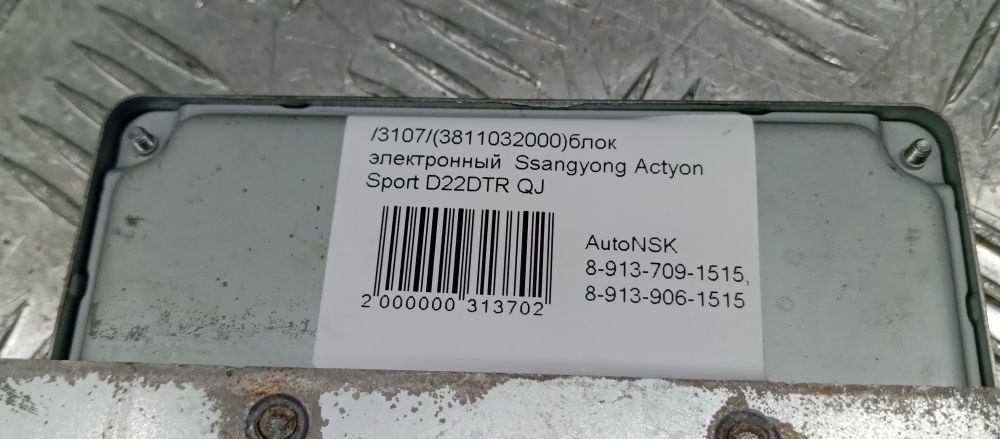 /3107/(3811032000)блок
электронный Ssangyong Actyon
Sport D22DTR QJ
AutoNSK
8-913-709-1515,
8-913-906-1515
2 000000 313702